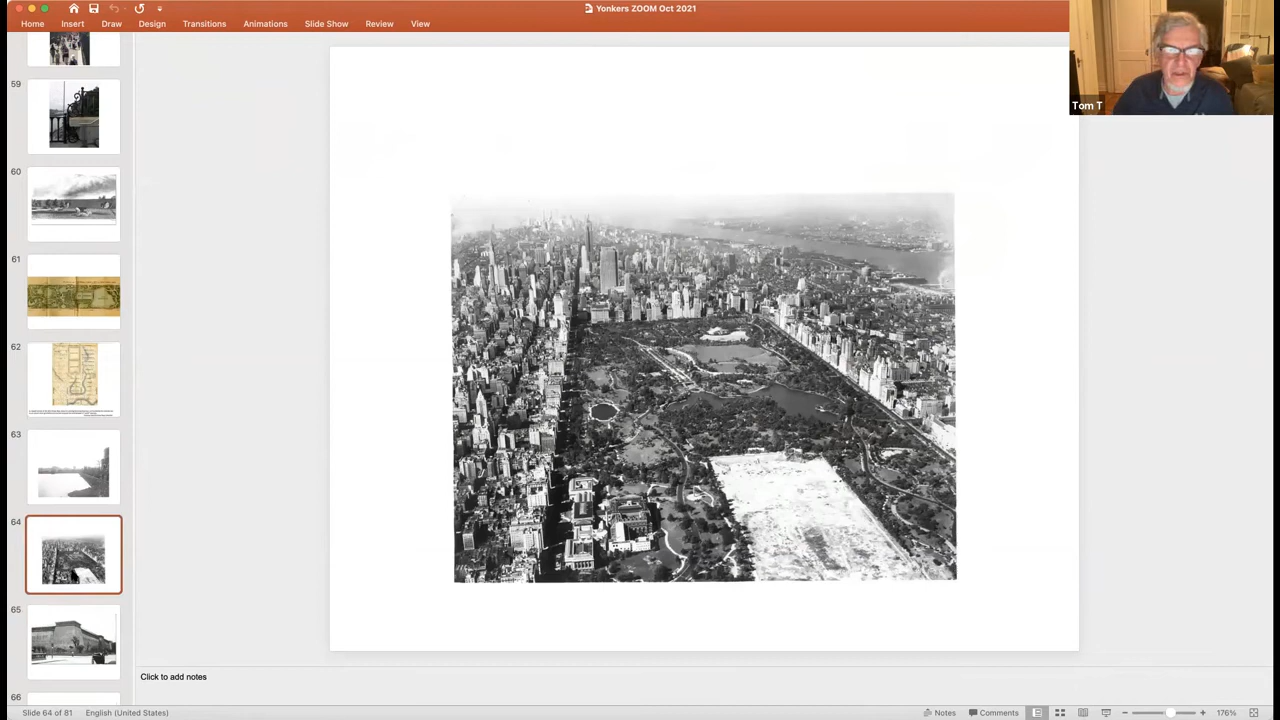 Yonkers ZOOM Oct 2021
Home Insert Draw Design Transitions Animations Slide Show Review View
Tom T
59
60
61
62
63
64
65
66
Click to add notes
Slide 64 of 81 English (United States) Notes Comments 176%